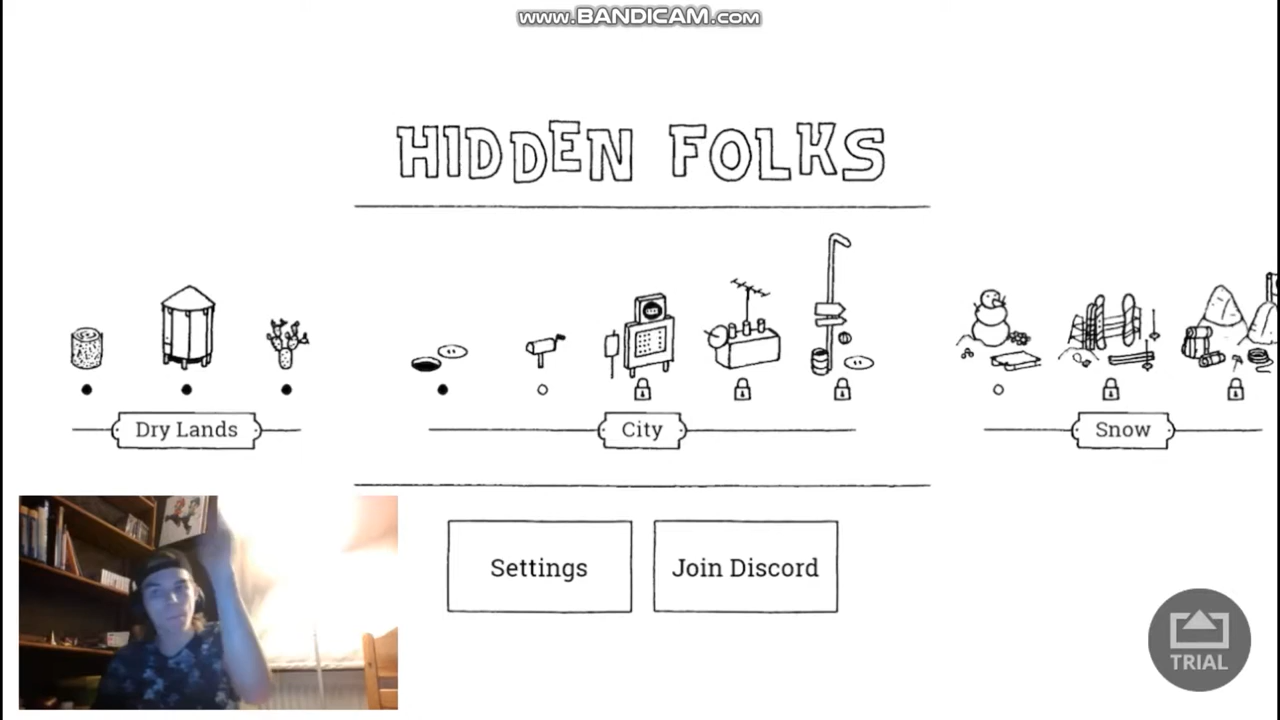 www.BANDICAM.com
HIDDEN FOLKS
Dry Lands
City
Snow
Settings
Join Discord
TRIAL